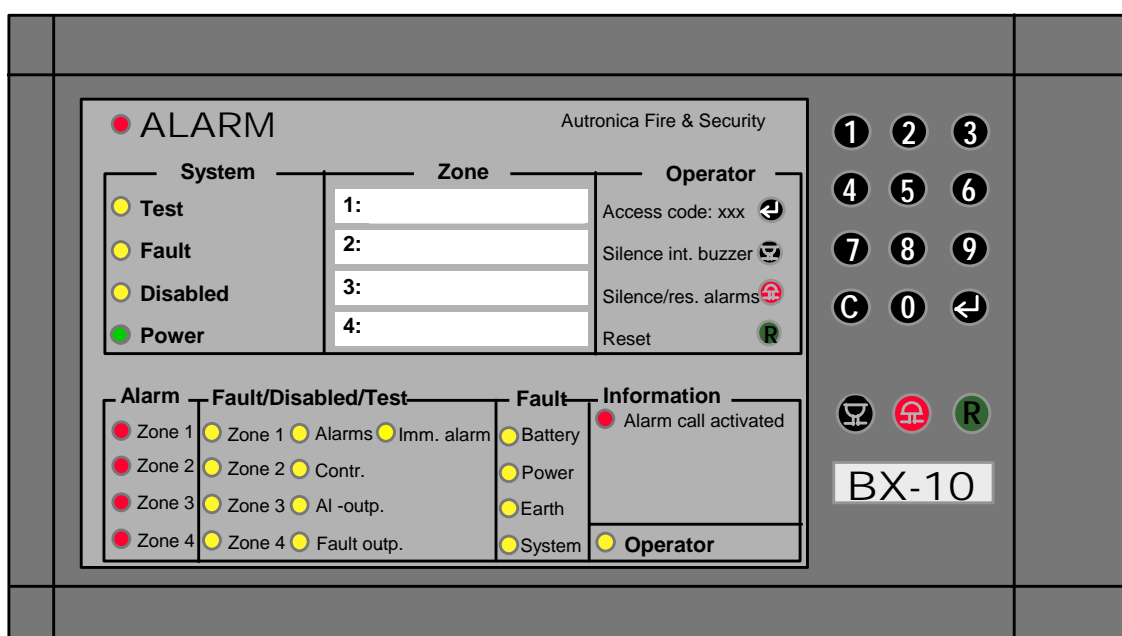 ALARM
Autronica Fire & Security
System
Zone
Operator
Test
1:
Access code: xxx
Fault
2:
Silence int. buzzer
Disabled
3:
Silence/res. alarms
Power
4:
Reset R
1 2 3
4 5 6
7 8 9
C 0
Alarm
Fault/Disabled/Test
Fault
Information
Zone 1 Zone 1 Alarms Imm. alarm Battery Alarm call activated
Zone 2 Zone 2 Contr. Power
Zone 3 Zone 3 Al -outp. Earth
Zone 4 Zone 4 Fault outp. System Operator
R
BX-10